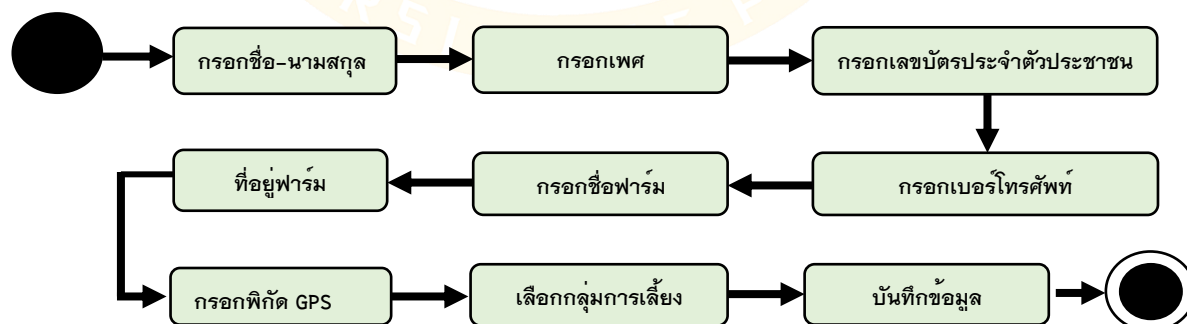 กรอกชื่อ-นามสกุล
กรอกเพศ
กรอกเลขบัตรประจำตัวประชาชน
กรอกเบอร์โทรศัพท์
กรอกชื่อฟาร์ม
ที่อยู่ฟาร์ม
กรอกพิกัด GPS
เลือกกลุ่มการเลี้ยง
บันทึกข้อมูล